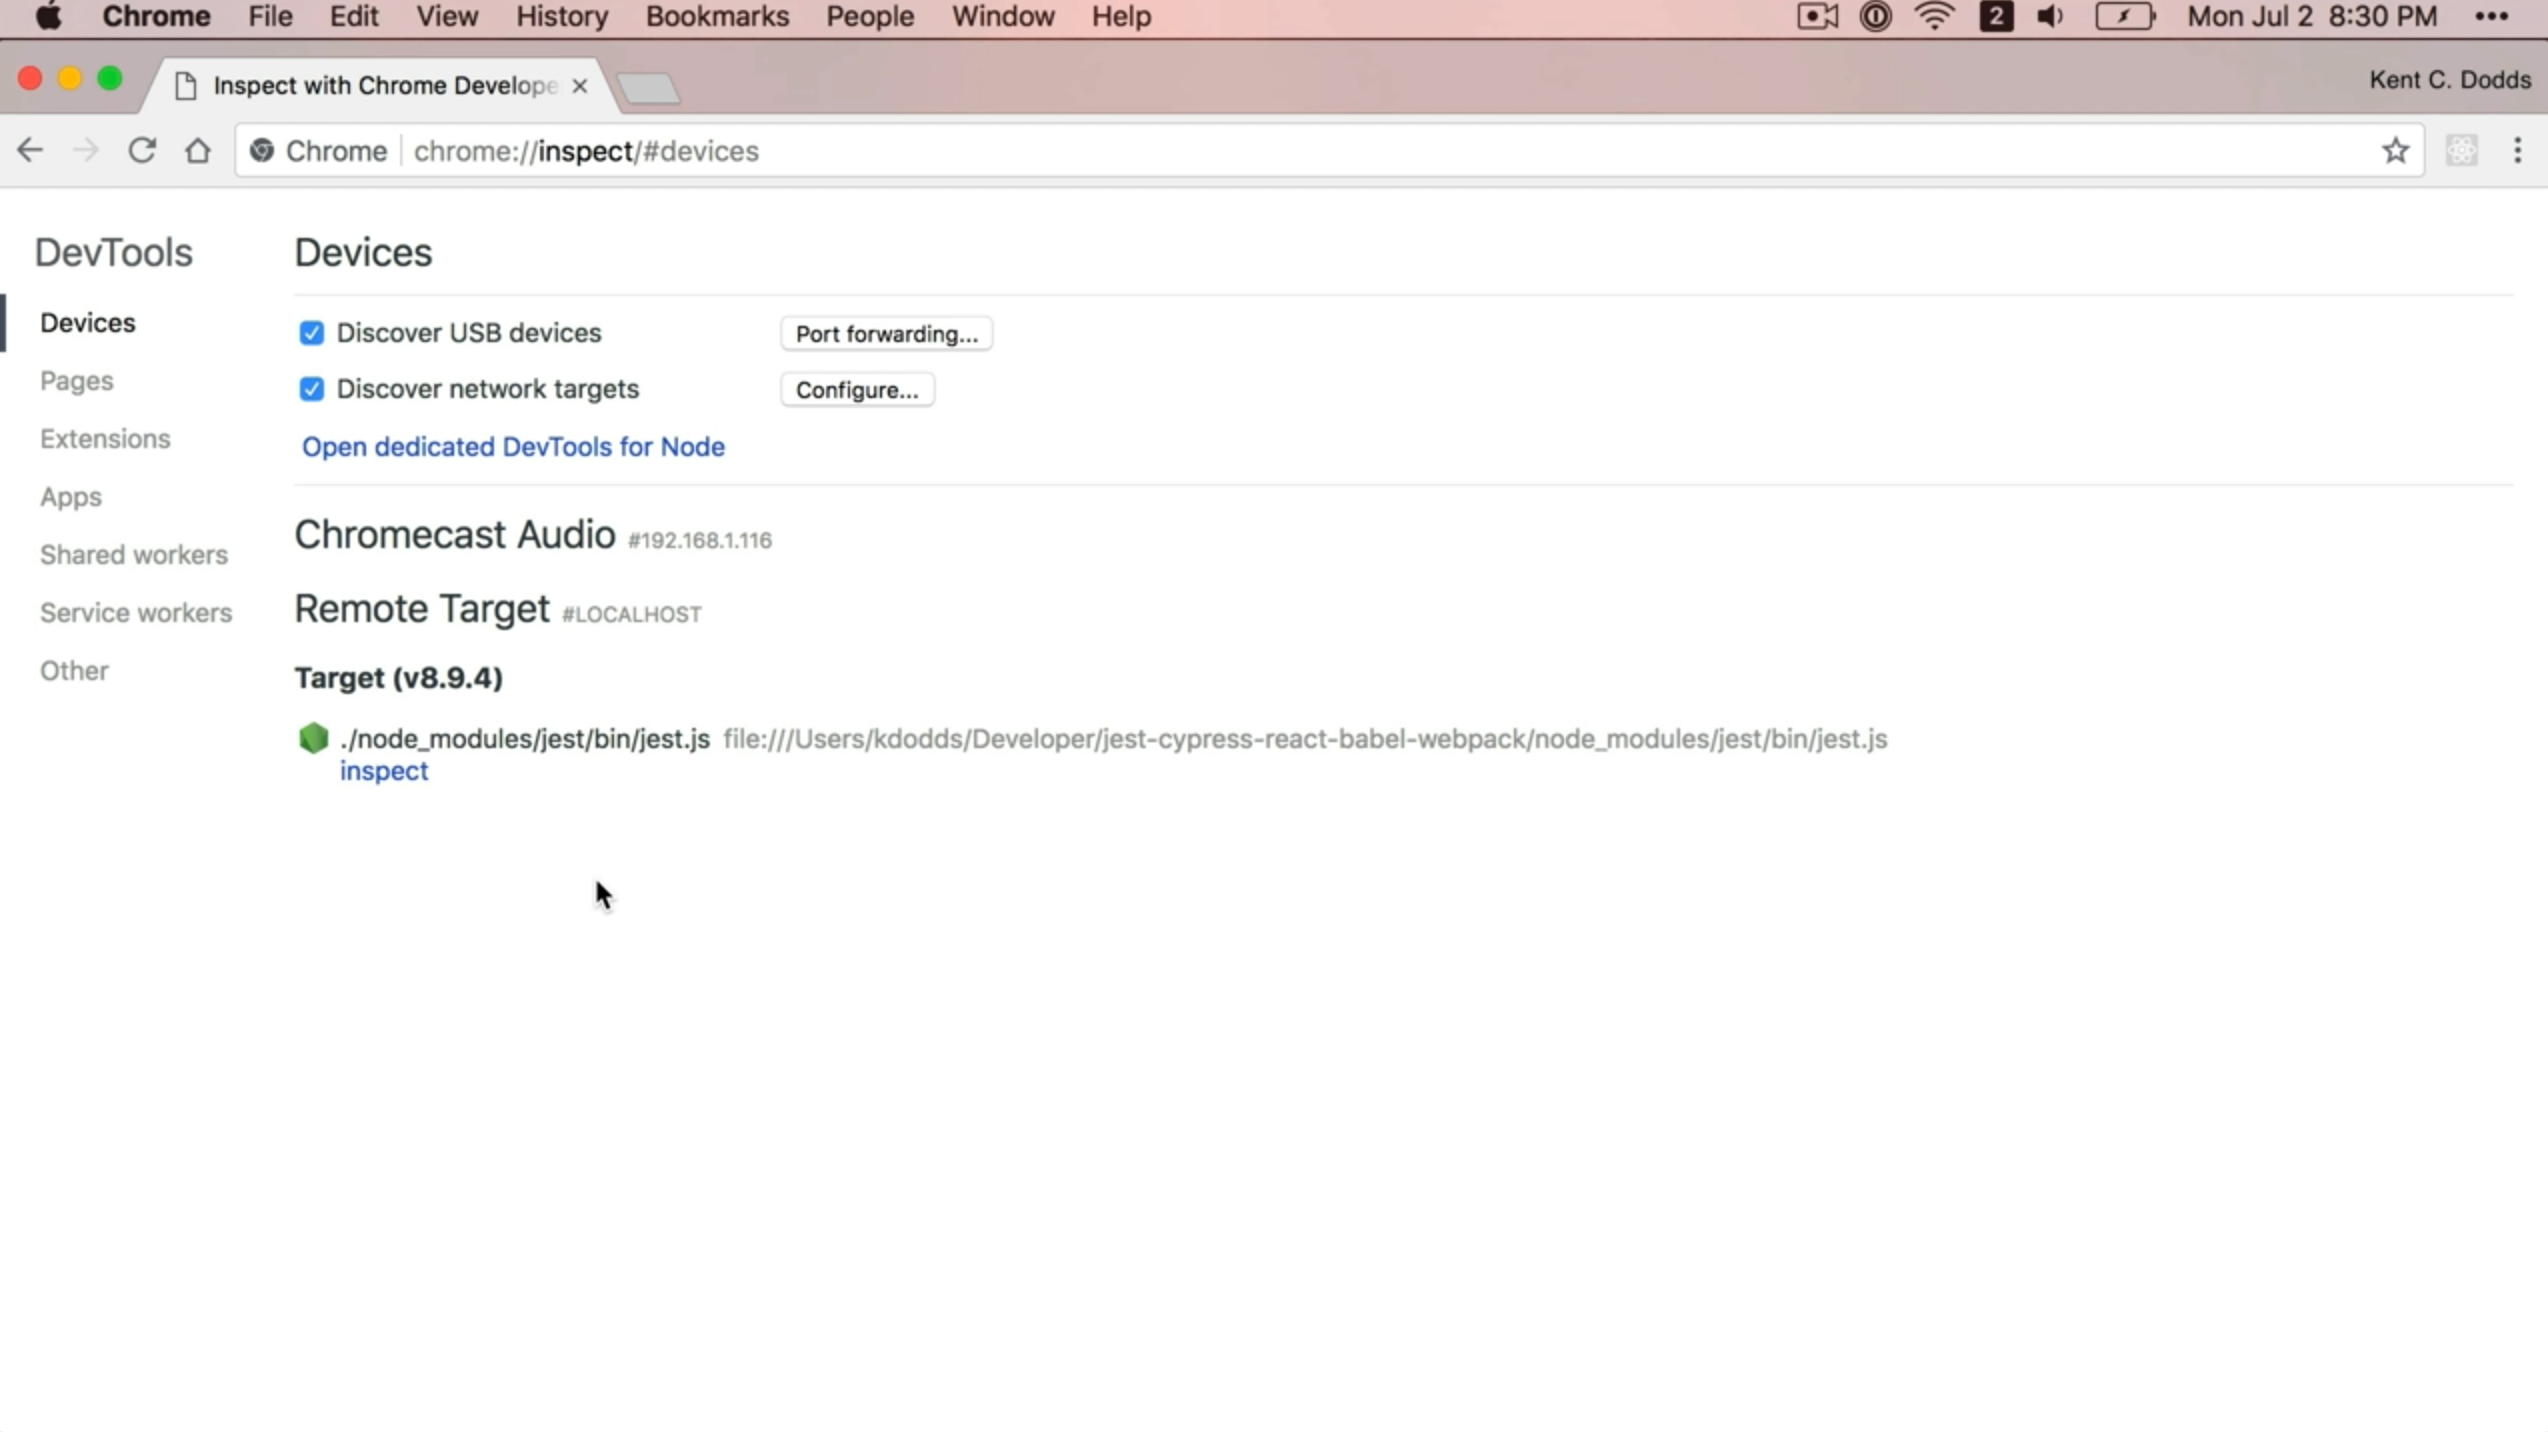 Chrome File Edit View History Bookmarks People Window Help 2 Mon Jul 2 8:30 PM
Inspect with Chrome Develope Kent C. Dodds
Chrome chrome://inspect/#devices
DevTools
Devices
Pages
Extensions
Apps
Shared workers
Service workers
Other
Devices
Discover USB devices Port forwarding...
Discover network targets Configure...
Open dedicated DevTools for Node
Chromecast Audio #192.168.1.116
Remote Target #LOCALHOST
Target (v8.9.4)
./node_modules/jest/bin/jest.js file:///Users/kdodds/Developer/jest-cypress-react-babel-webpack/node_modules/jest/bin/jest.js
inspect